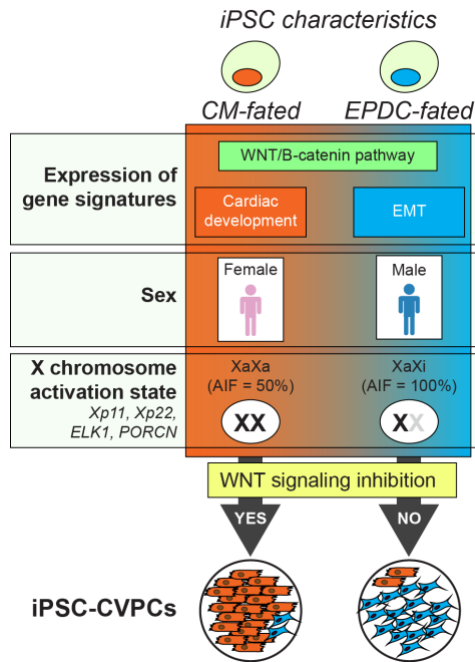 iPSC characteristics
CM-fated EPDC-fated
Expression of
gene signatures
WNT/B-catenin pathway
Cardiac
development
EMT
Sex
Female
Male
X chromosome
activation state
Xp11, Xp22,
ELK1, PORCN
XaXa
(AIF = 50%)
XX
XaXi
(AIF = 100%)
XX
WNT signaling inhibition
YES
NO
iPSC-CVPCs